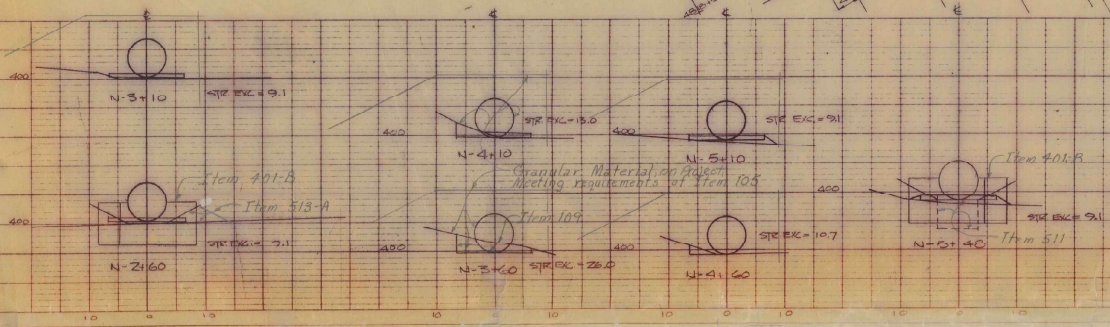 ℄
℄
℄
℄
400
N-3+10
STR EXC = 9.1
400
N-4+10
STR EXC = 13.0
400
N-5+10
STR EXC = 9.1
Item 401-B
Item 513-A
400
STR EXC = 9.1
N-2+60
Granular Material on Project
Meeting requirements of Item 105
Item 109
400
N-3+60
STR EXC = 26.0
400
STR EXC = 10.7
N-4+60
Item 401-B
400
STR EXC = 9.1
N-5+40
Item 511
10
0
10
10
0
10
10
0
10
10
0
10